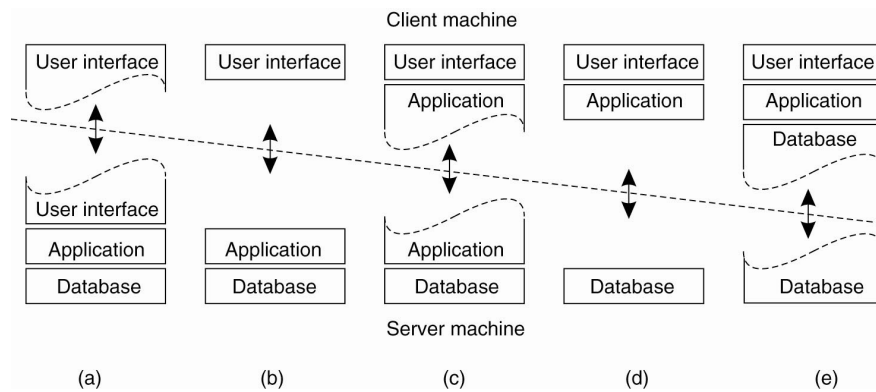 Client machine
User interface User interface User interface User interface User interface
Application Application Application
Database
User interface
Application Application Application
Database Database Database Database Database
Server machine
(a) (b) (c) (d) (e)